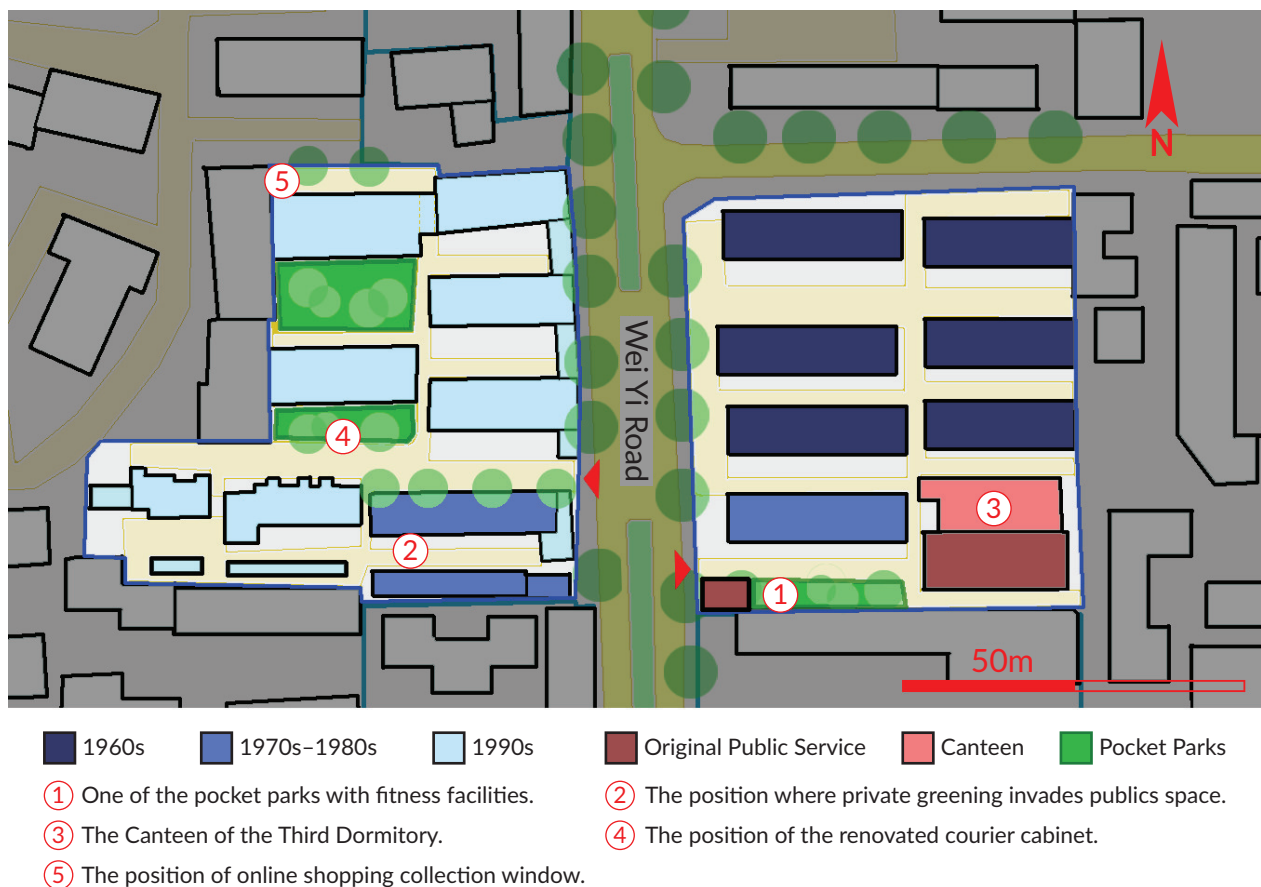 5
N
Wei Yi Road
4
3
2
1
50m
1960s 1970s–1980s 1990s Original Public Service Canteen Pocket Parks
1 One of the pocket parks with fitness facilities. 2 The position where private greening invades publics space.
3 The Canteen of the Third Dormitory. 4 The position of the renovated courier cabinet.
5 The position of online shopping collection window.